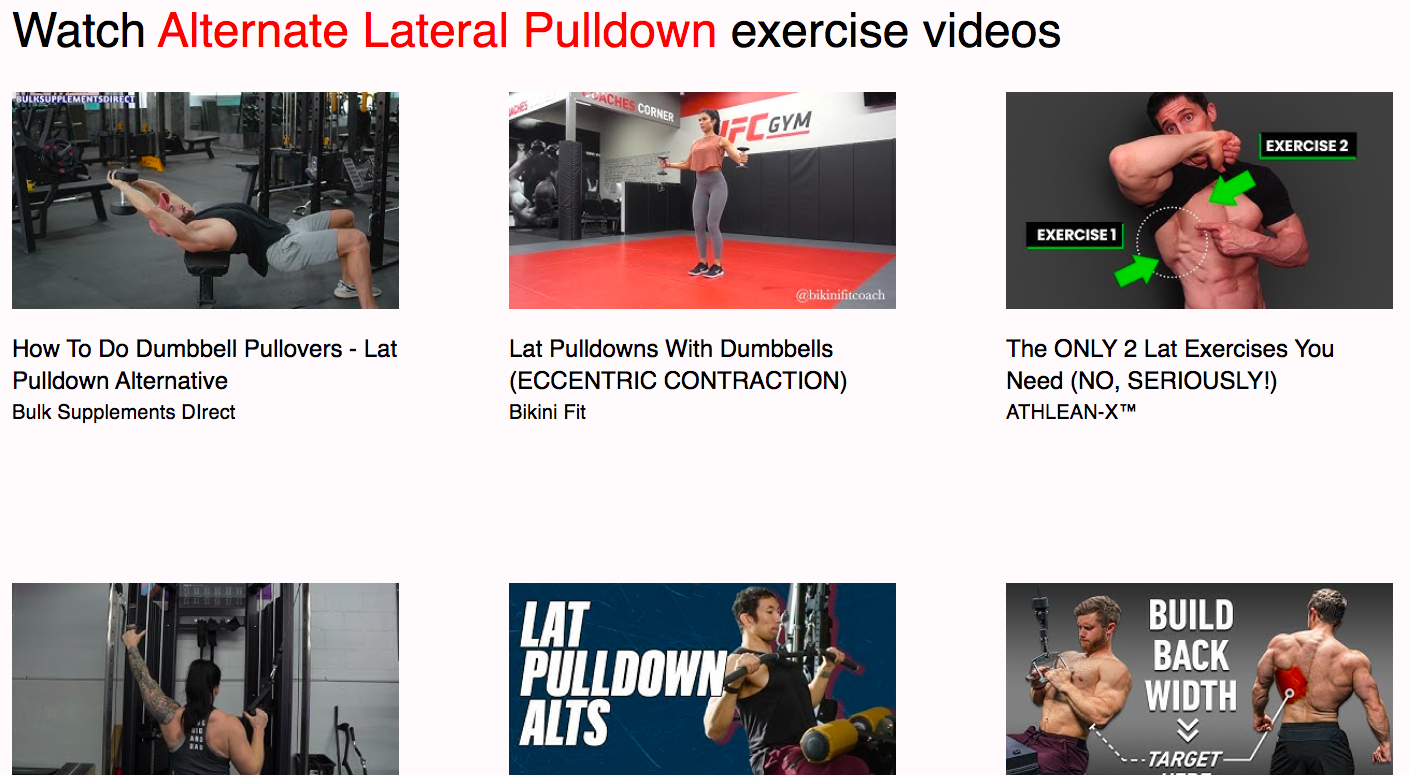 Watch Alternate Lateral Pulldown exercise videos
BULKSUPPLEMENTSDIRECT
COACHES CORNER
UFC GYM
@bikinifitcoach
EXERCISE 2
EXERCISE 1
How To Do Dumbbell Pullovers - Lat
Pulldown Alternative
Bulk Supplements DIrect
Lat Pulldowns With Dumbbells
(ECCENTRIC CONTRACTION)
Bikini Fit
The ONLY 2 Lat Exercises You
Need (NO, SERIOUSLY!)
ATHLEAN-X™
LAT
PULLDOWN
ALTS
BUILD
BACK
WIDTH
TARGET